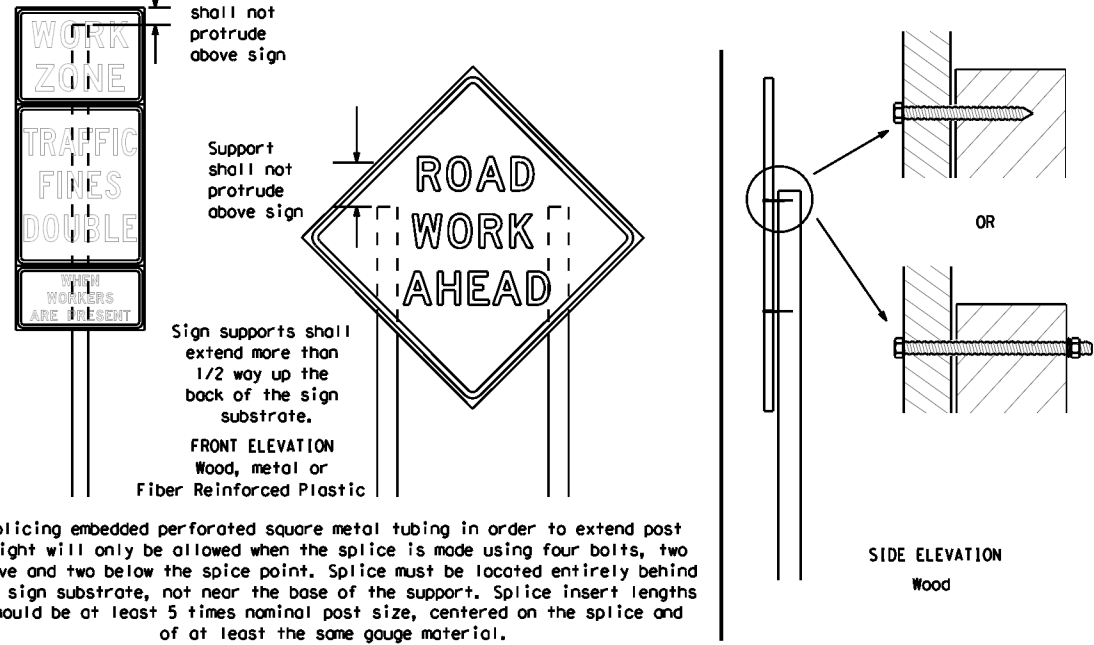 shall not
protrude
above sign
WORK
ZONE
TRAFFIC
FINES
DOUBLE
WHEN
WORKERS
ARE PRESENT
Support
shall not
protrude
above sign
ROAD
WORK
AHEAD
Sign supports shall
extend more than
1/2 way up the
back of the sign
substrate.
FRONT ELEVATION
Wood, metal or
Fiber Reinforced Plastic
OR
SIDE ELEVATION
Wood
plicing embedded perforated square metal tubing in order to extend post
ight will only be allowed when the splice is made using four bolts, two
ve and two below the spice point. Splice must be located entirely behind
sign substrate, not near the base of the support. Splice insert lengths
ould be at least 5 times nominal post size, centered on the splice and
of at least the same gauge material.